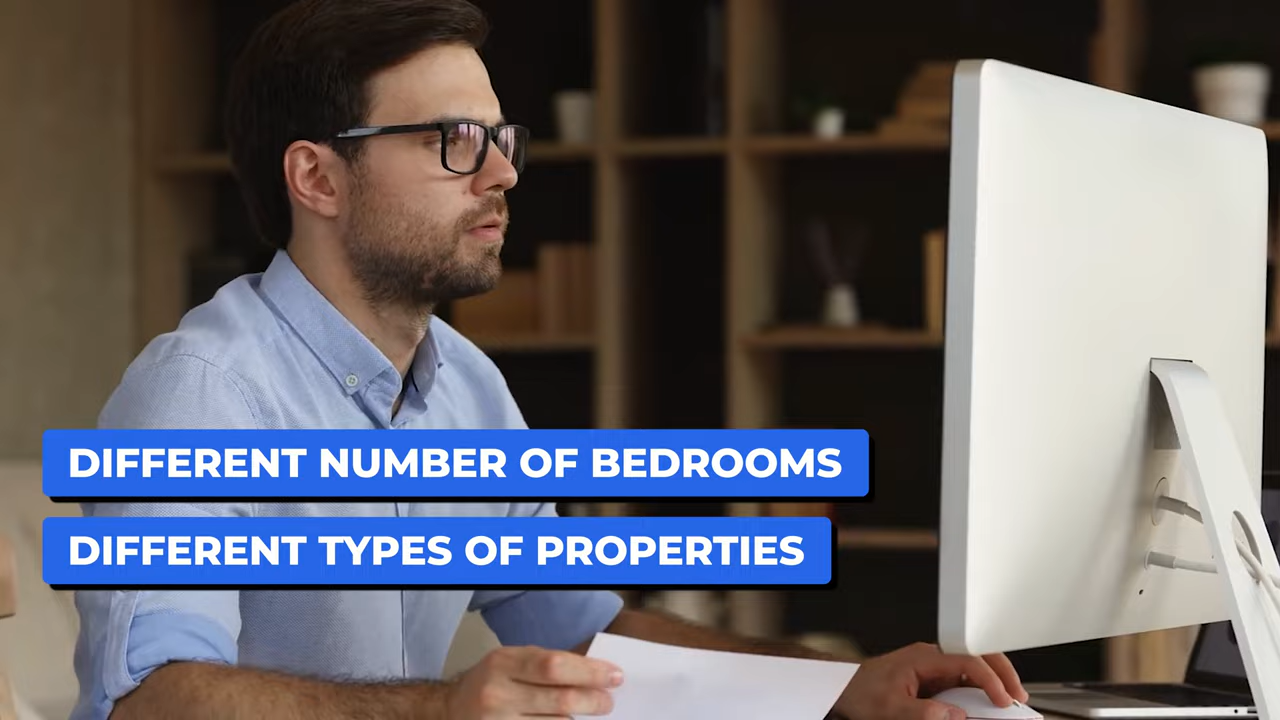 DIFFERENT NUMBER OF BEDROOMS
DIFFERENT TYPES OF PROPERTIES